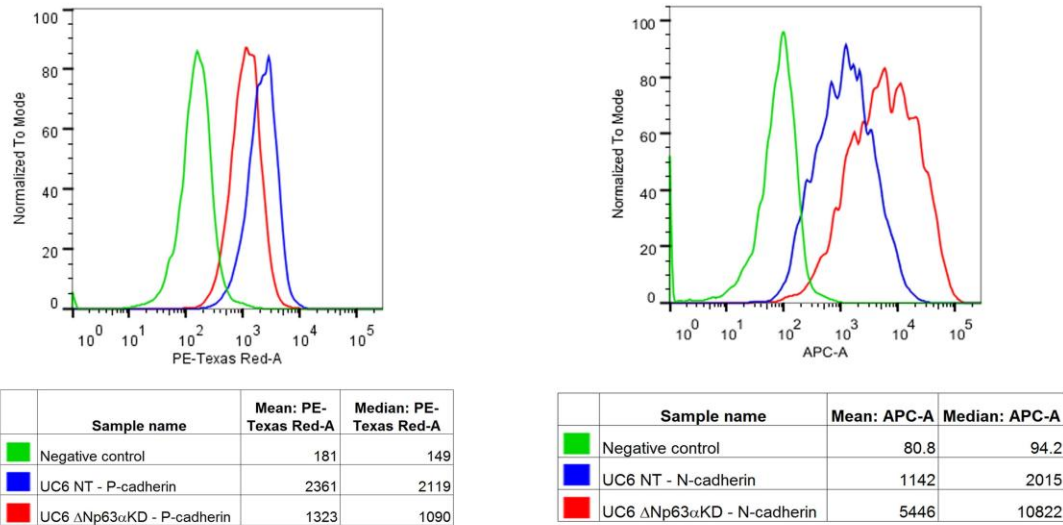 100
80
60
40
20
0
Normalized To Mode
10^0 10^1 10^2 10^3 10^4 10^5
PE-Texas Red-A
Sample name Mean: PE-Texas Red-A Median: PE-Texas Red-A
Negative control 181 149
UC6 NT - P-cadherin 2361 2119
UC6 ΔNp63αKD - P-cadherin 1323 1090
100
80
60
40
20
0
Normalized To Mode
10^0 10^1 10^2 10^3 10^4 10^5
APC-A
Sample name Mean: APC-A Median: APC-A
Negative control 80.8 94.2
UC6 NT - N-cadherin 1142 2015
UC6 ΔNp63αKD - N-cadherin 5446 10822